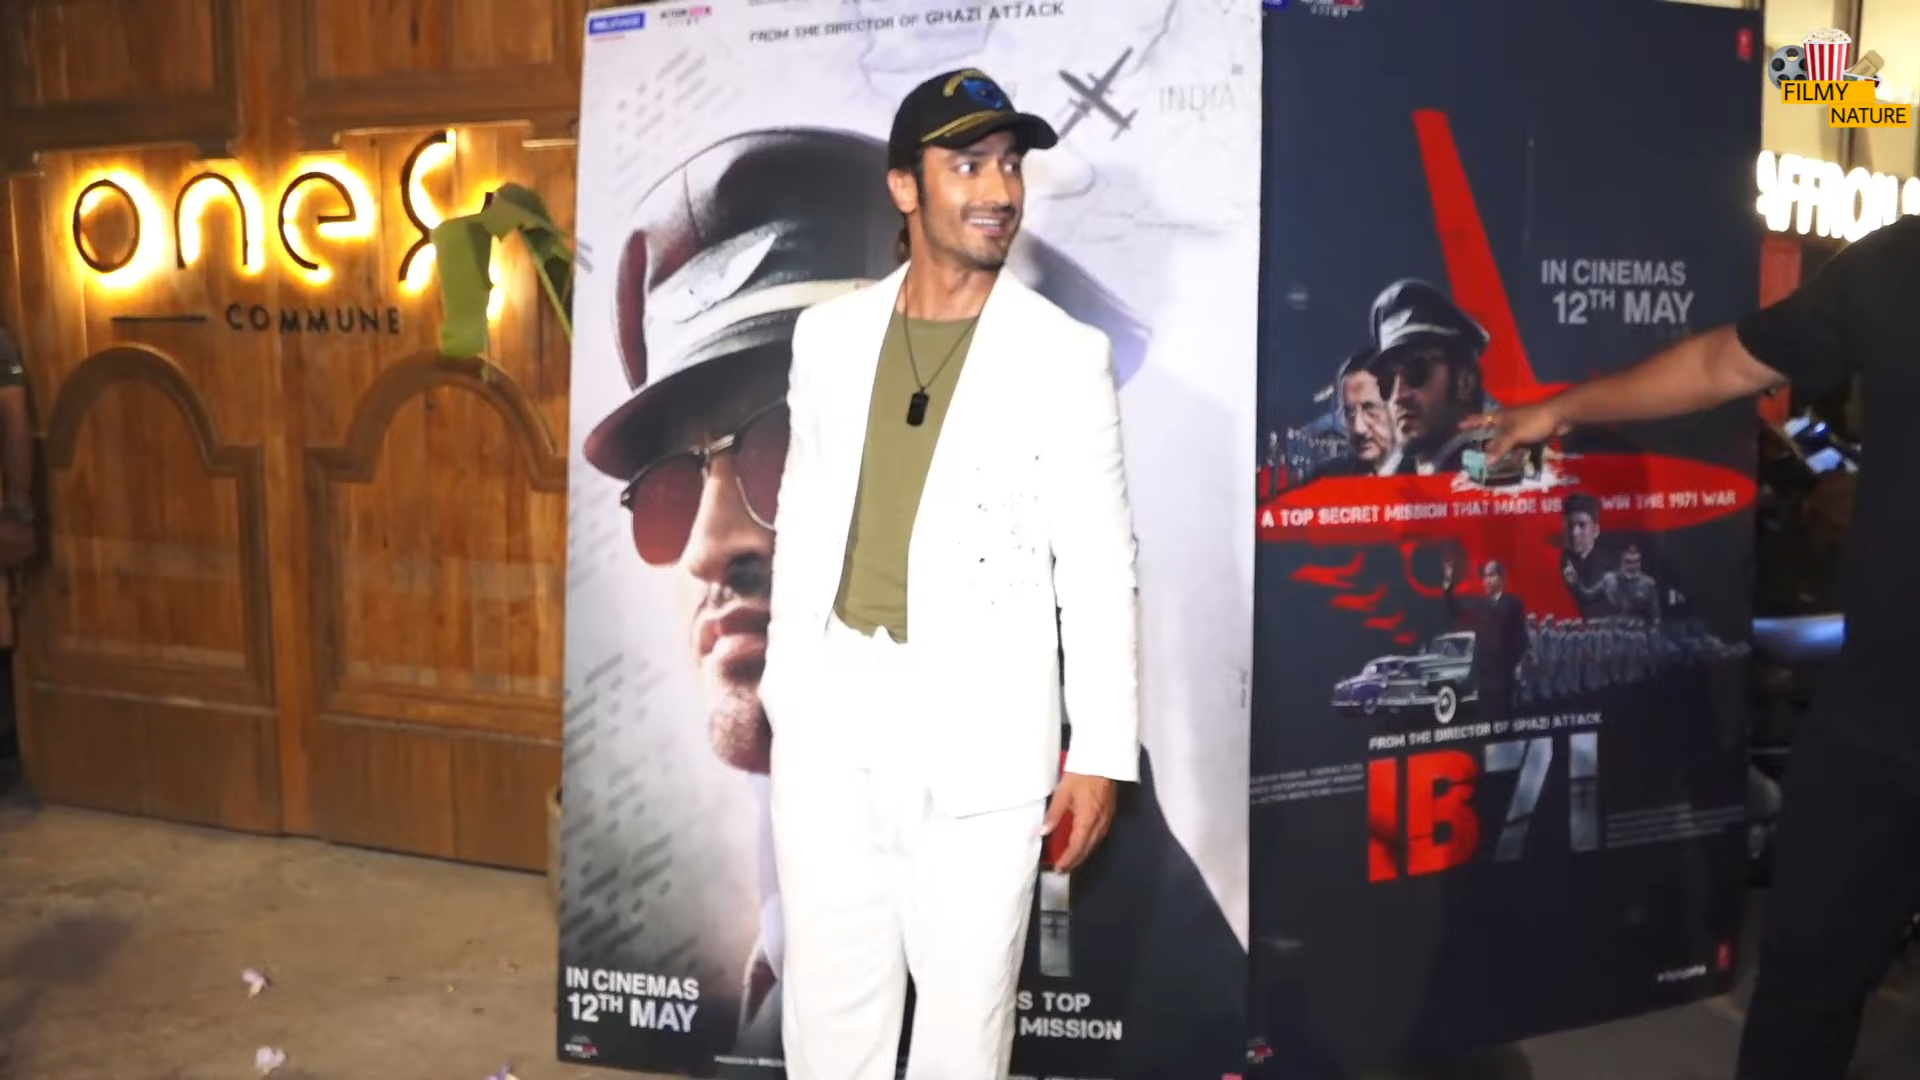 FROM THE DIRECTOR OF GHAZI ATTACK
INDIA
FILMY
NATURE
one8
COMMUNE
AFFRON
IN CINEMAS
12TH MAY
A TOP SECRET MISSION THAT MADE US WIN THE 1971 WAR
FROM THE DIRECTOR OF GHAZI ATTACK
IB71
IN CINEMAS
12TH MAY
S TOP
MISSION